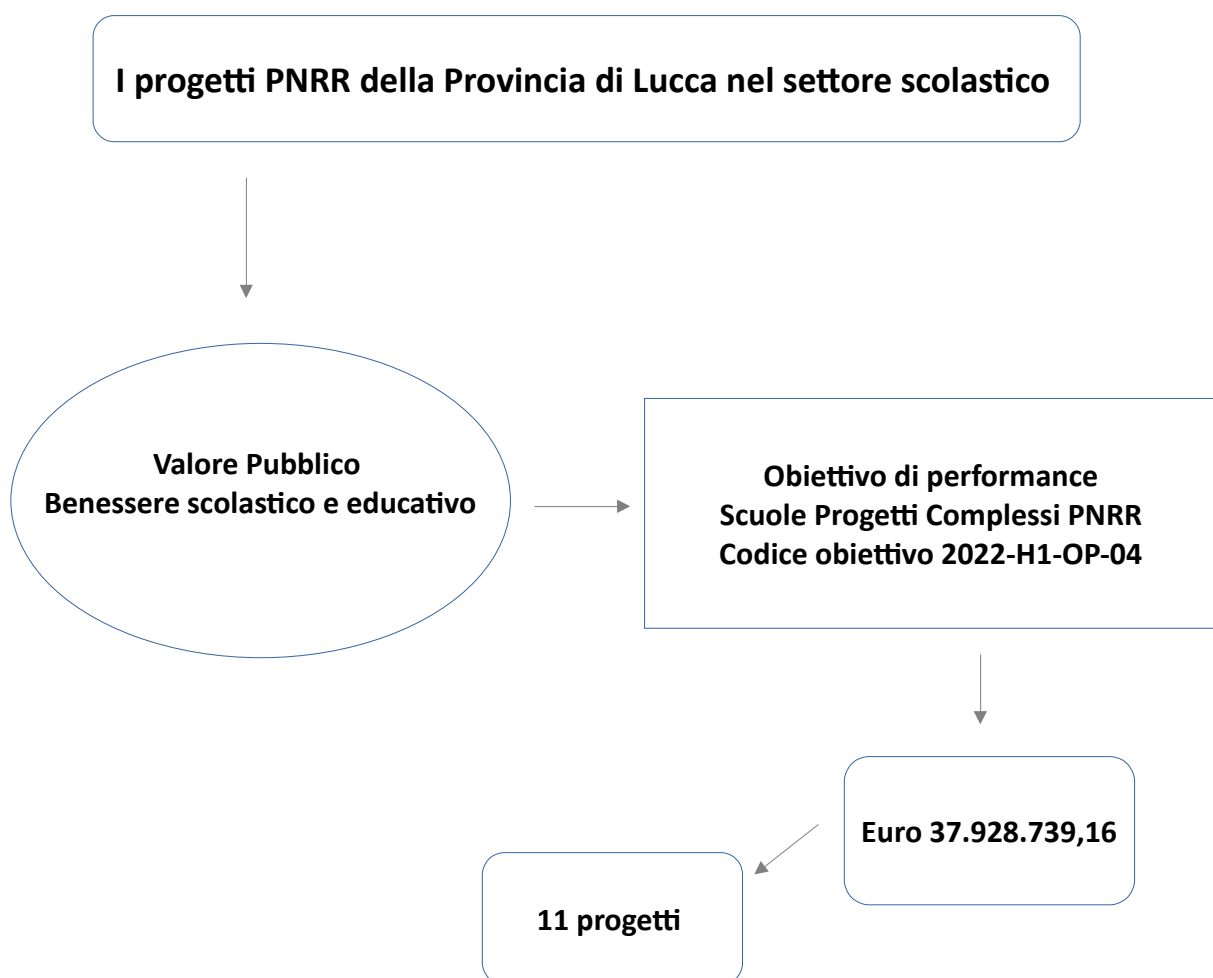 I progetti PNRR della Provincia di Lucca nel settore scolastico
Valore Pubblico
Benessere scolastico e educativo
Obiettivo di performance
Scuole Progetti Complessi PNRR
Codice obiettivo 2022-H1-OP-04
Euro 37.928.739,16
11 progetti